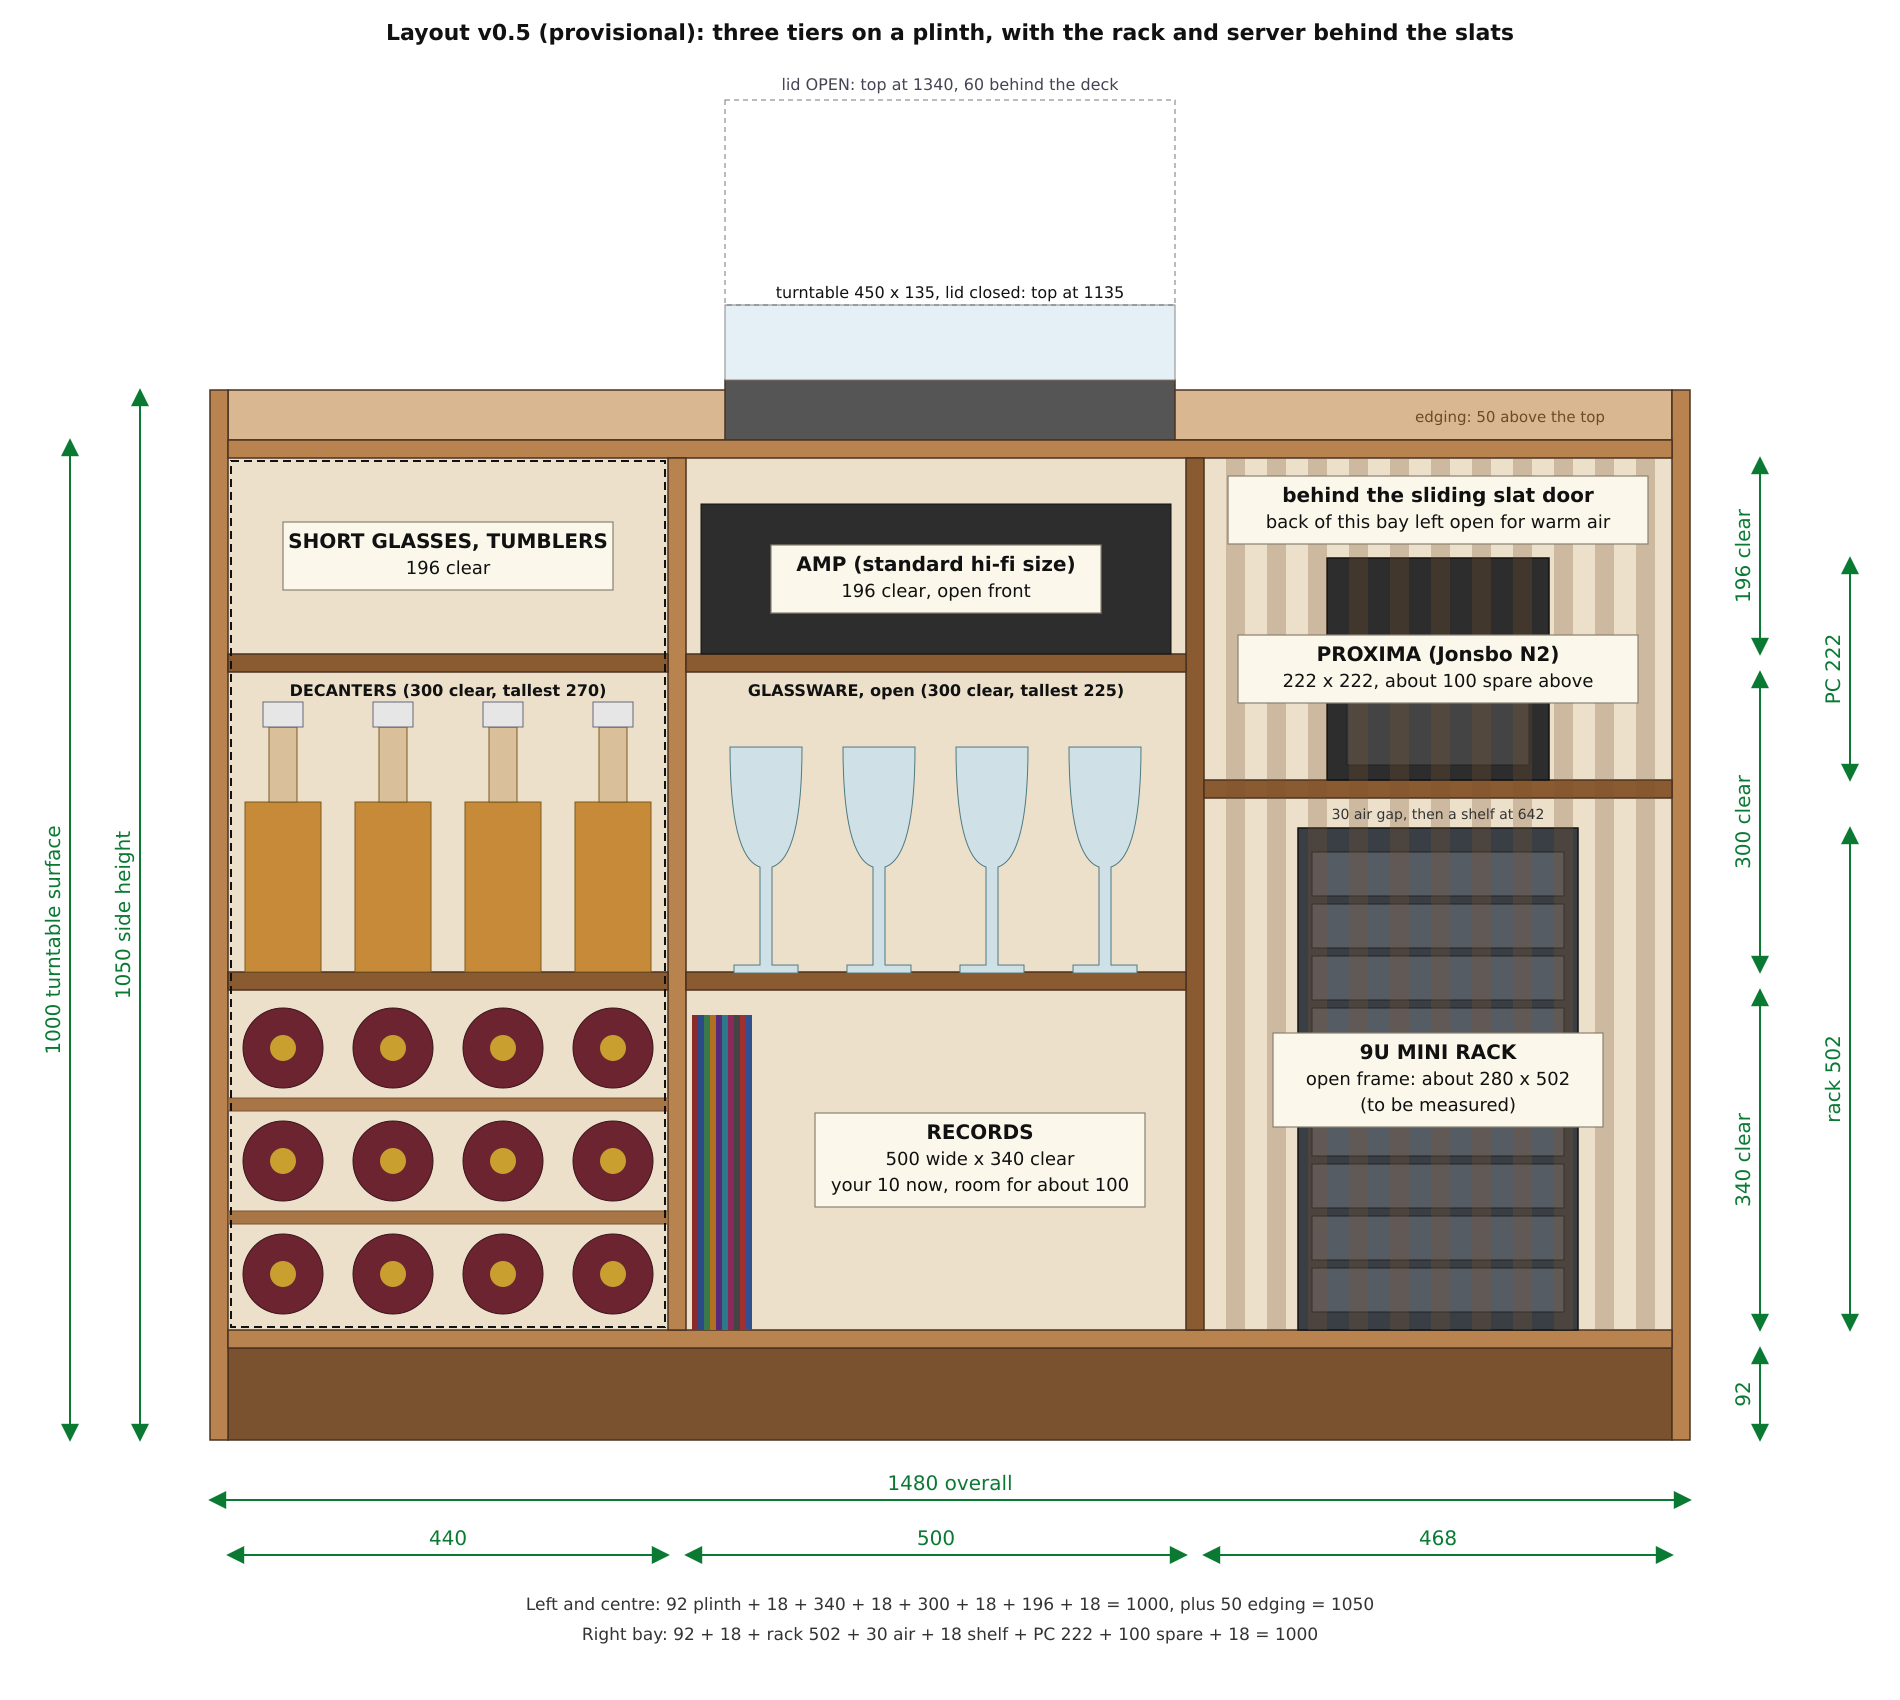 Layout v0.5 (provisional): three tiers on a plinth, with the rack and server behind the slats
lid OPEN: top at 1340, 60 behind the deck
turntable 450 x 135, lid closed: top at 1135
edging: 50 above the top
SHORT GLASSES, TUMBLERS
196 clear
AMP (standard hi-fi size)
196 clear, open front
behind the sliding slat door
back of this bay left open for warm air
PROXIMA (Jonsbo N2)
222 x 222, about 100 spare above
DECANTERS (300 clear, tallest 270)
GLASSWARE, open (300 clear, tallest 225)
30 air gap, then a shelf at 642
9U MINI RACK
open frame: about 280 x 502
(to be measured)
RECORDS
500 wide x 340 clear
your 10 now, room for about 100
1000 turntable surface
1050 side height
196 clear
300 clear
340 clear
92
PC 222
rack 502
1480 overall
440
500
468
Left and centre: 92 plinth + 18 + 340 + 18 + 300 + 18 + 196 + 18 = 1000, plus 50 edging = 1050
Right bay: 92 + 18 + rack 502 + 30 air + 18 shelf + PC 222 + 100 spare + 18 = 1000